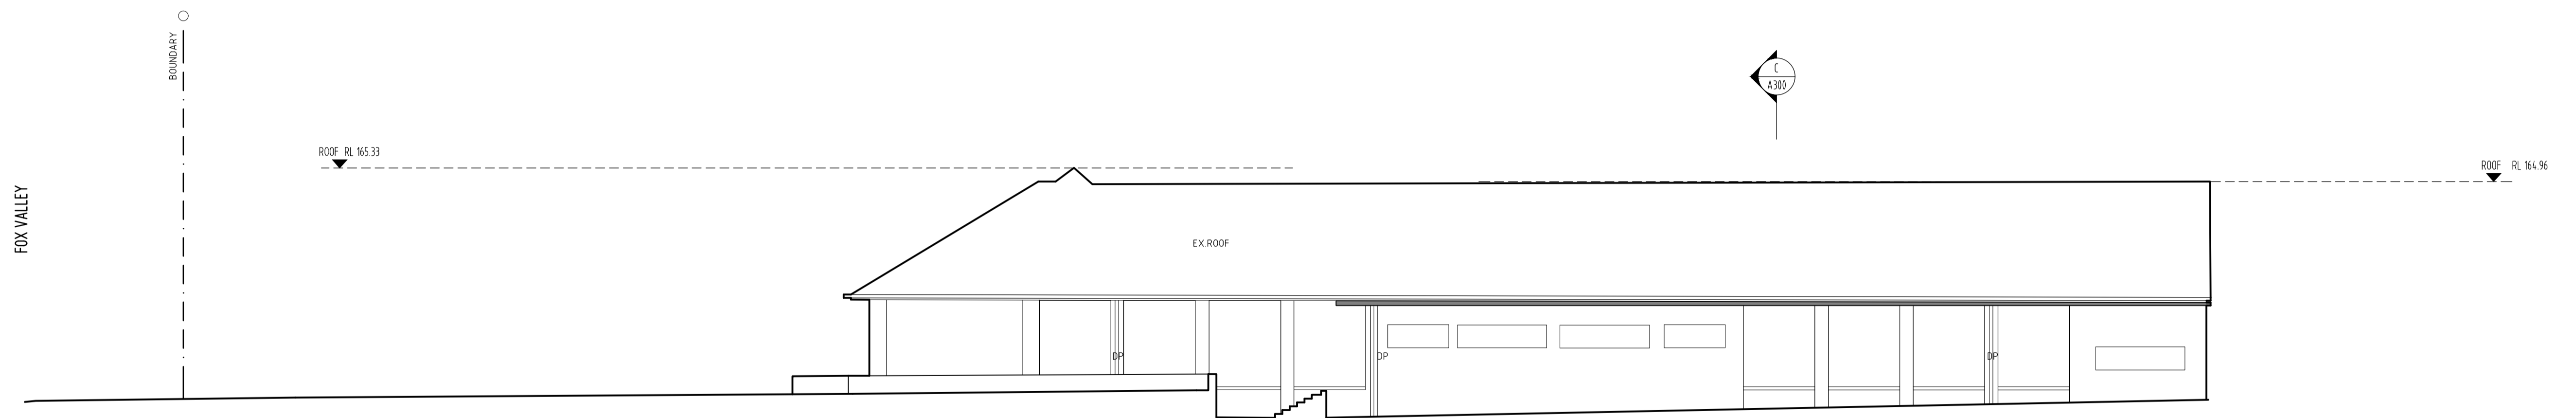 BOUNDARY
C
A300
ROOF RL 165.33
ROOF RL 164.96
FOX VALLEY
EX.ROOF
DP
DP
DP